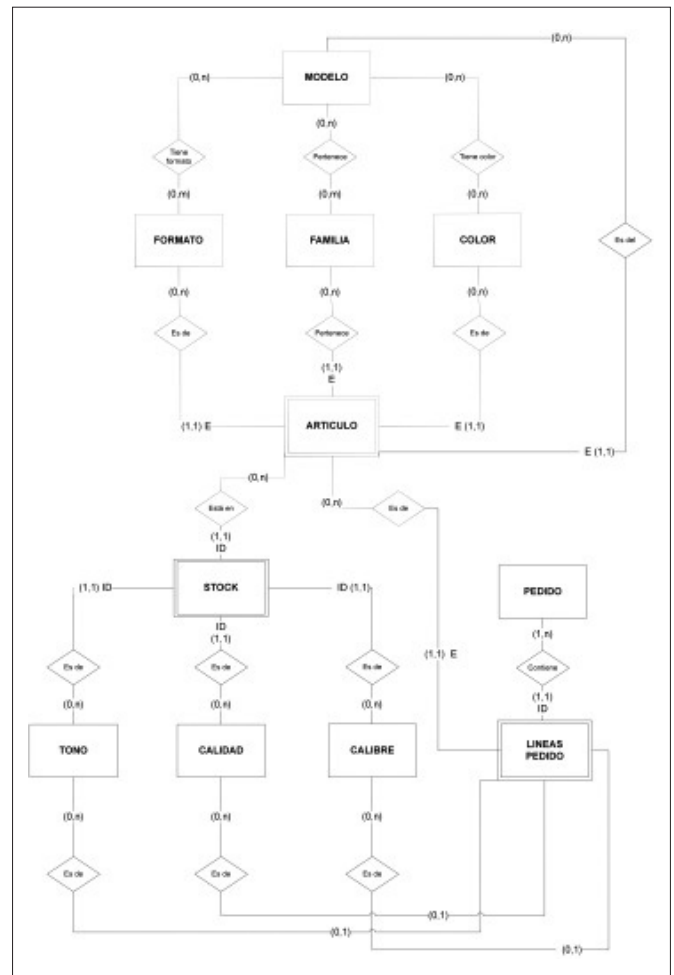 (0,n)
MODELO
(0,n)
(0,n)
(0,n)
Tiene
formato
Pertenece
Tiene color
(0,m)
(0,m)
(0,n)
FORMATO
FAMILIA
COLOR
Es del
(0,n)
(0,n)
(0,n)
Es de
Pertenece
Es de
(1,1)
E
(1,1) E
ARTICULO
E (1,1)
E (1,1)
(0,n)
(0,n)
Está en
Es de
(1,1)
ID
(1,1) ID
STOCK
ID (1,1)
PEDIDO
ID
(1,1)
(1,n)
(1,1) E
Es de
Es de
Es de
Contiene
(0,n)
(0,n)
(0,n)
(1,1)
ID
TONO
CALIDAD
CALIBRE
LINEAS
PEDIDO
(0,n)
(0,n)
(0,n)
Es de
Es de
Es de
(0,1)
(0,1)
(0,1)